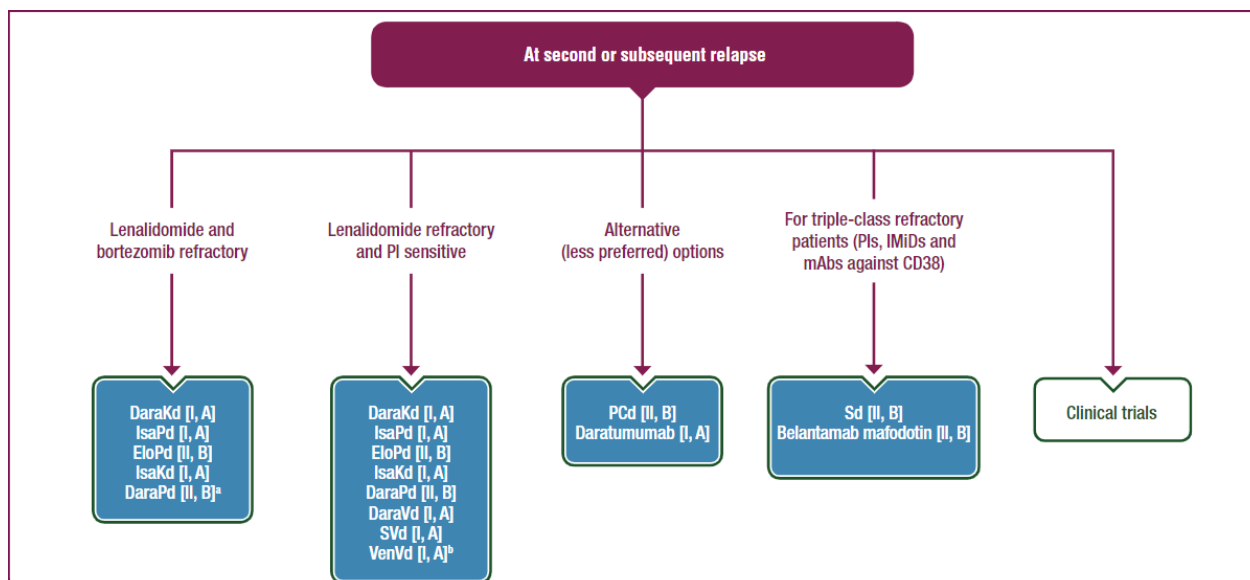 At second or subsequent relapse
Lenalidomide and
bortezomib refractory
Lenalidomide refractory
and PI sensitive
Alternative
(less preferred) options
For triple-class refractory
patients (PIs, IMiDs and
mAbs against CD38)
DaraKd [I, A]
IsaPd [I, A]
EloPd [II, B]
IsaKd [I, A]
DaraPd [II, B]ᵃ
DaraKd [I, A]
IsaPd [I, A]
EloPd [II, B]
IsaKd [I, A]
DaraPd [II, B]
DaraVd [I, A]
SVd [I, A]
VenVd [I, A]ᵇ
PCd [II, B]
Daratumumab [I, A]
Sd [II, B]
Belantamab mafodotin [II, B]
Clinical trials